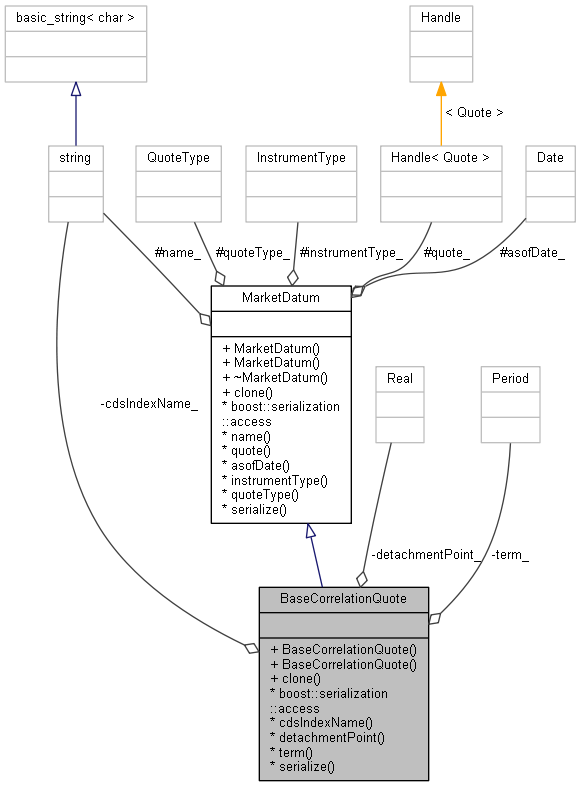 basic_string< char >
Handle
< Quote >
string
QuoteType
InstrumentType
Handle< Quote >
Date
#name_
#quoteType_
#instrumentType_
#quote_
#asofDate_
MarketDatum
+ MarketDatum()
+ MarketDatum()
+ ~MarketDatum()
+ clone()
* boost::serialization
::access
* name()
* quote()
* asofDate()
* instrumentType()
* quoteType()
* serialize()
Real
Period
-cdsIndexName_
-detachmentPoint_
-term_
BaseCorrelationQuote
+ BaseCorrelationQuote()
+ BaseCorrelationQuote()
+ clone()
* boost::serialization
::access
* cdsIndexName()
* detachmentPoint()
* term()
* serialize()